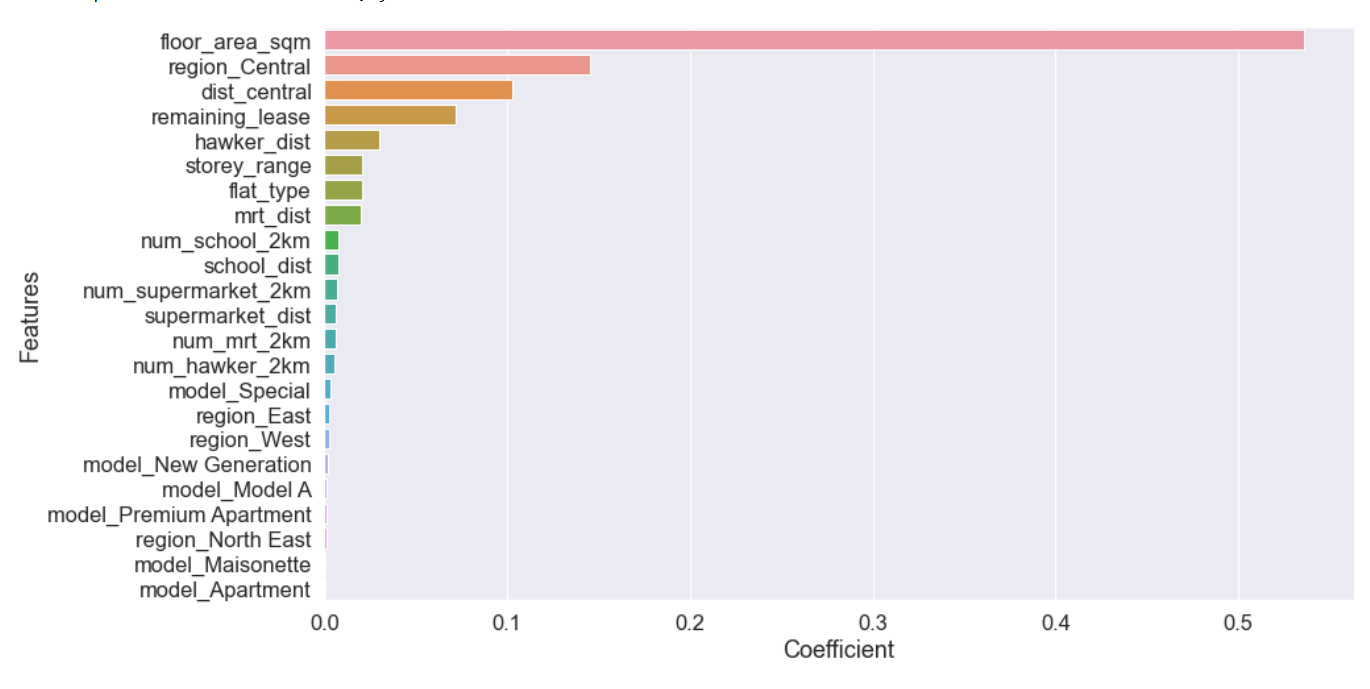 floor_area_sqm
region_Central
dist_central
remaining_lease
hawker_dist
storey_range
flat_type
mrt_dist
num_school_2km
school_dist
num_supermarket_2km
supermarket_dist
num_mrt_2km
num_hawker_2km
model_Special
region_East
region_West
model_New Generation
model_Model A
model_Premium Apartment
region_North East
model_Maisonette
model_Apartment
Features
0.0 0.1 0.2 0.3 0.4 0.5
Coefficient